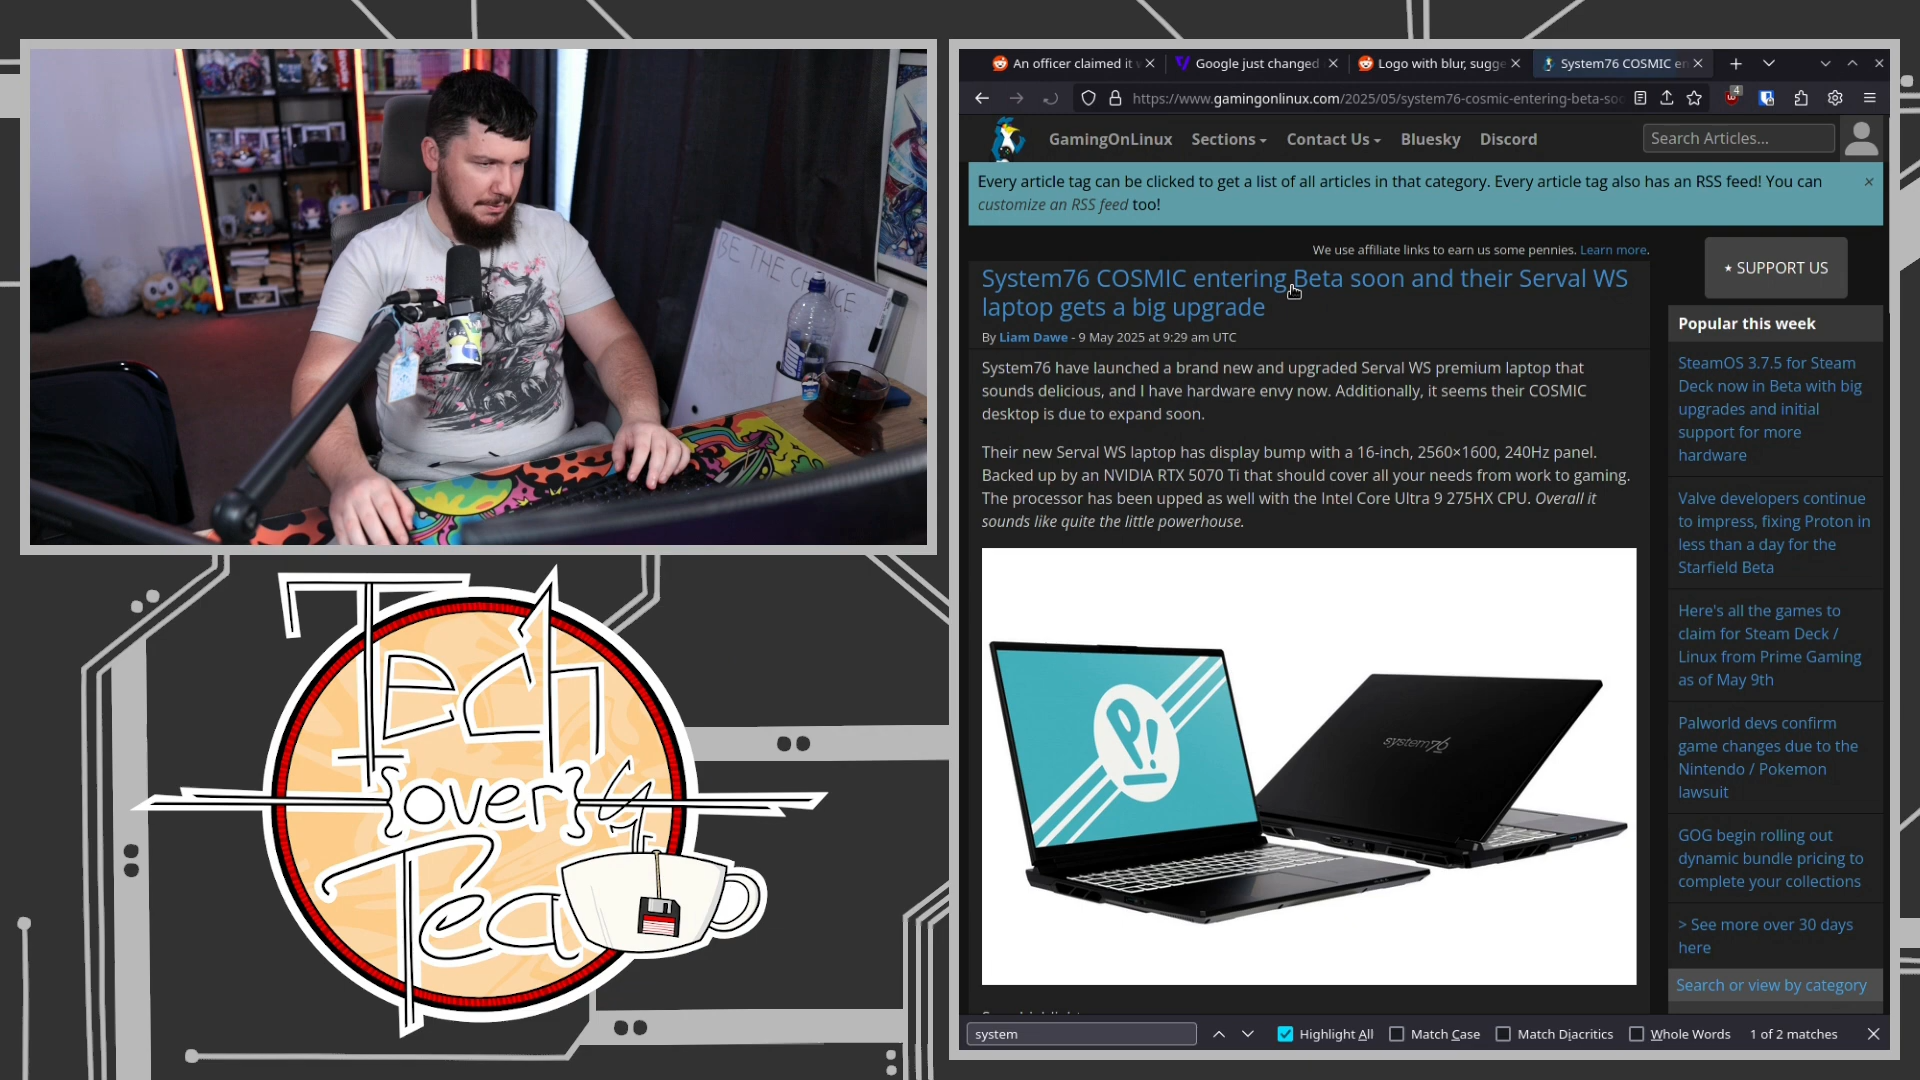 BE THE CHANGE
Tech
over
Tea
An officer claimed it
Google just changed
Logo with blur, sugge
System76 COSMIC en
https://www.gamingonlinux.com/2025/05/system76-cosmic-entering-beta-soo
4
GamingOnLinux Sections Contact Us Bluesky Discord
Search Articles...
Every article tag can be clicked to get a list of all articles in that category. Every article tag also has an RSS feed! You can
customize an RSS feed too!
We use affiliate links to earn us some pennies. Learn more.
System76 COSMIC entering Beta soon and their Serval WS
laptop gets a big upgrade
By Liam Dawe - 9 May 2025 at 9:29 am UTC
System76 have launched a brand new and upgraded Serval WS premium laptop that
sounds delicious, and I have hardware envy now. Additionally, it seems their COSMIC
desktop is due to expand soon.
Their new Serval WS laptop has display bump with a 16-inch, 2560×1600, 240Hz panel.
Backed up by an NVIDIA RTX 5070 Ti that should cover all your needs from work to gaming.
The processor has been upped as well with the Intel Core Ultra 9 275HX CPU. Overall it
sounds like quite the little powerhouse.
P!
system76
SUPPORT US
Popular this week
SteamOS 3.7.5 for Steam
Deck now in Beta with big
upgrades and initial
support for more
hardware
Valve developers continue
to impress, fixing Proton in
less than a day for the
Starfield Beta
Here's all the games to
claim for Steam Deck /
Linux from Prime Gaming
as of May 9th
Palworld devs confirm
game changes due to the
Nintendo / Pokemon
lawsuit
GOG begin rolling out
dynamic bundle pricing to
complete your collections
> See more over 30 days
here
Search or view by category
system
Highlight All Match Case Match Diacritics Whole Words 1 of 2 matches